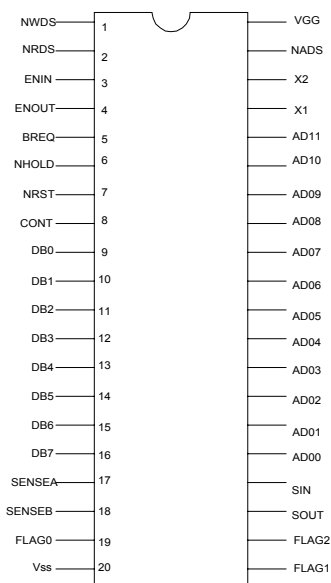 NWDS 1 VGG
NRDS 2 NADS
ENIN 3 X2
ENOUT 4 X1
BREQ 5 AD11
NHOLD 6 AD10
NRST 7 AD09
CONT 8 AD08
DB0 9 AD07
DB1 10 AD06
DB2 11 AD05
DB3 12 AD04
DB4 13 AD03
DB5 14 AD02
DB6 15 AD01
DB7 16 AD00
SENSEA 17 SIN
SENSEB 18 SOUT
FLAG0 19 FLAG2
Vss 20 FLAG1